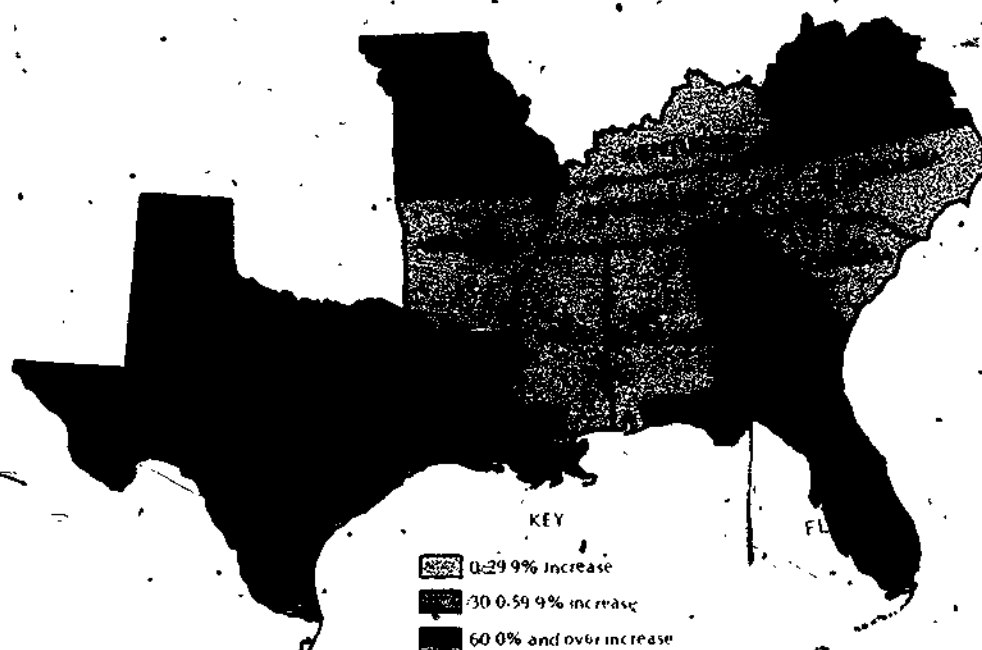 KEY
FL
0-29 9% increase
30 0-59 9% increase
60 0% and over increase